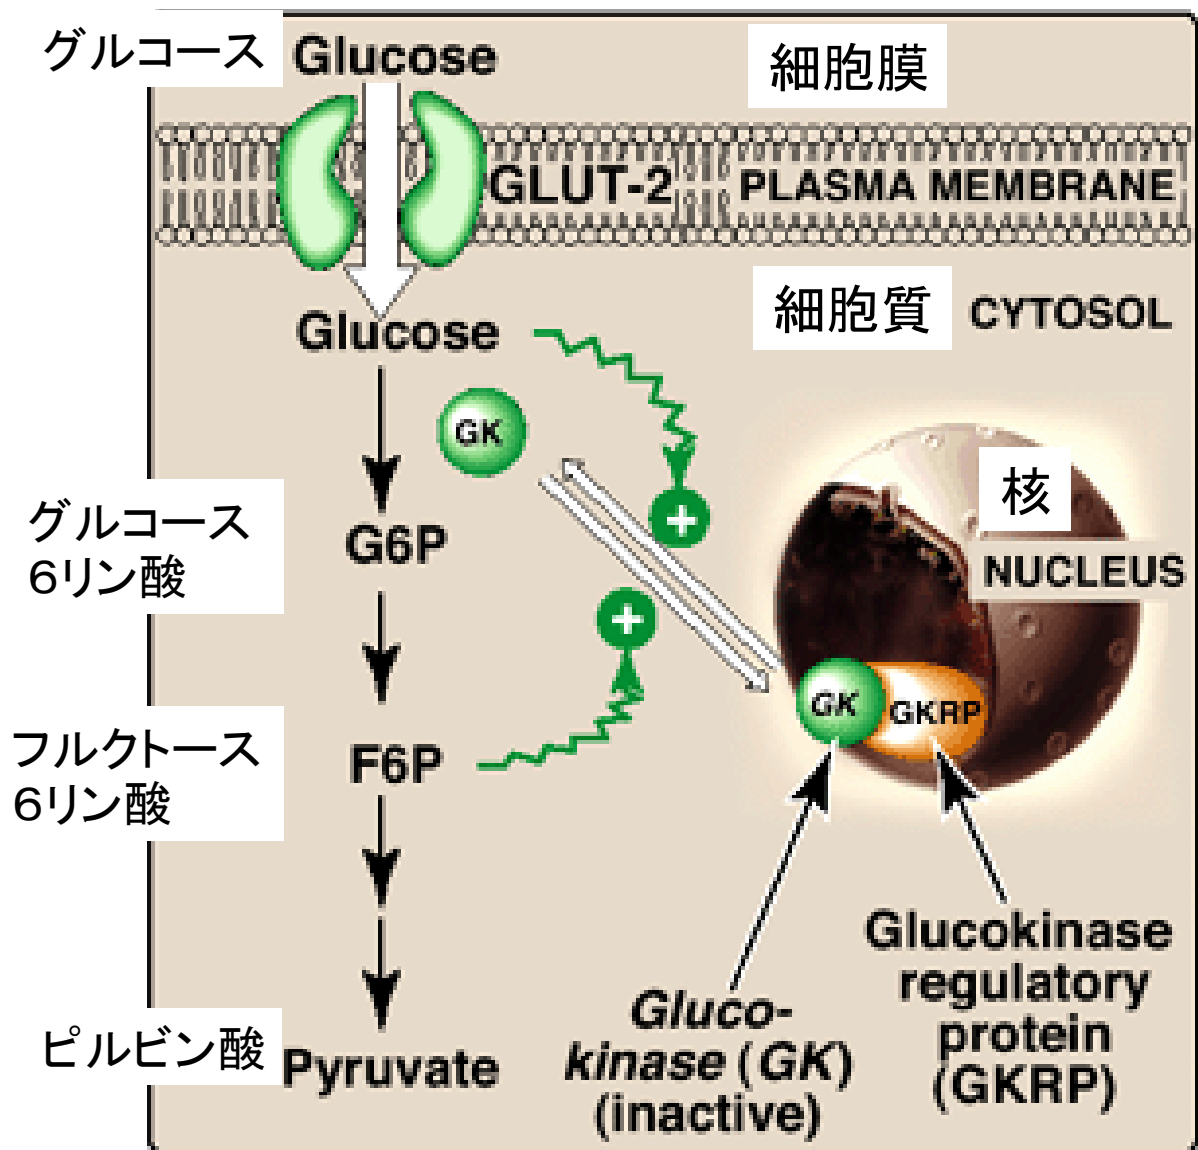 グルコース
Glucose
細胞膜
GLUT-2
PLASMA MEMBRANE
Glucose
細胞質
CYTOSOL
GK
+
核
NUCLEUS
グルコース
6リン酸
G6P
+
GK
GKRP
フルクトース
6リン酸
F6P
ピルビン酸
Pyruvate
Gluco-
kinase (GK)
(inactive)
Glucokinase
regulatory
protein
(GKRP)